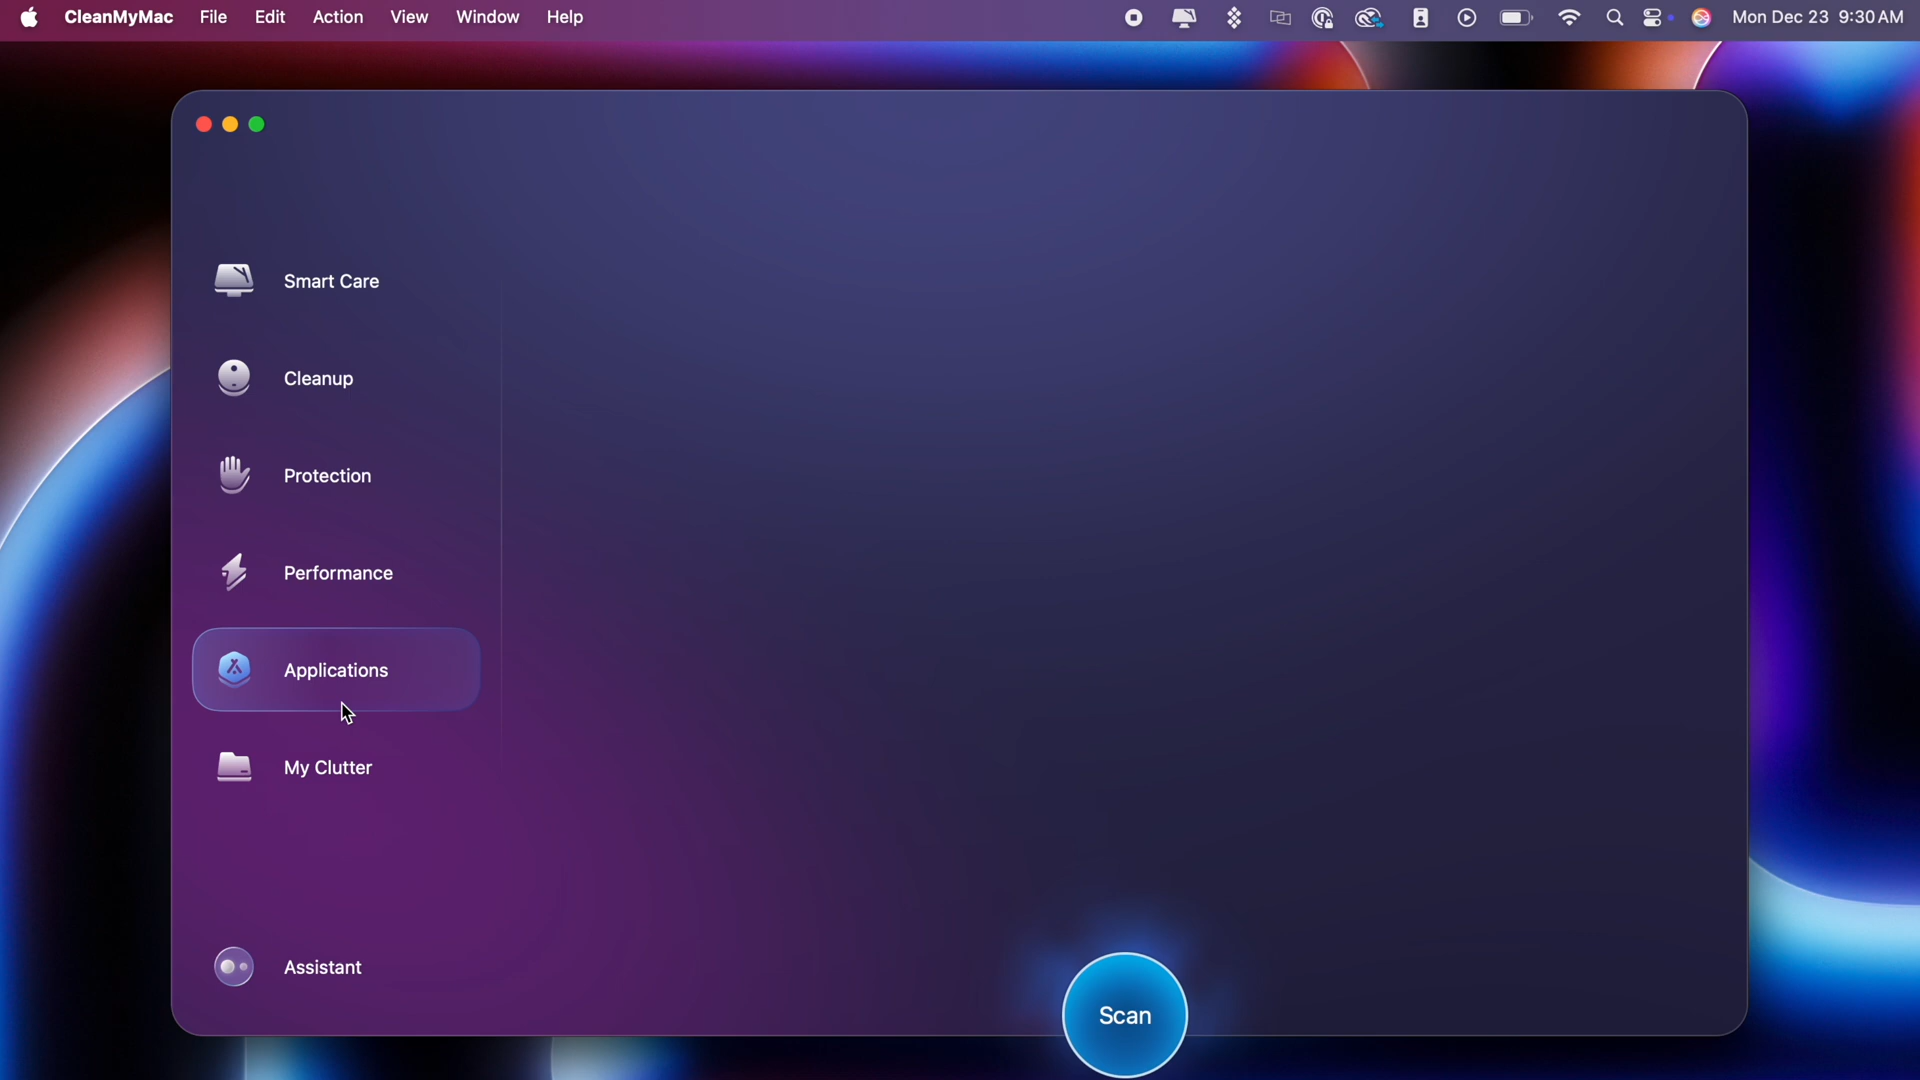 CleanMyMac File Edit Action View Window Help Mon Dec 23 9:30 AM
Smart Care
Cleanup
Protection
Performance
Applications
My Clutter
Assistant
Scan